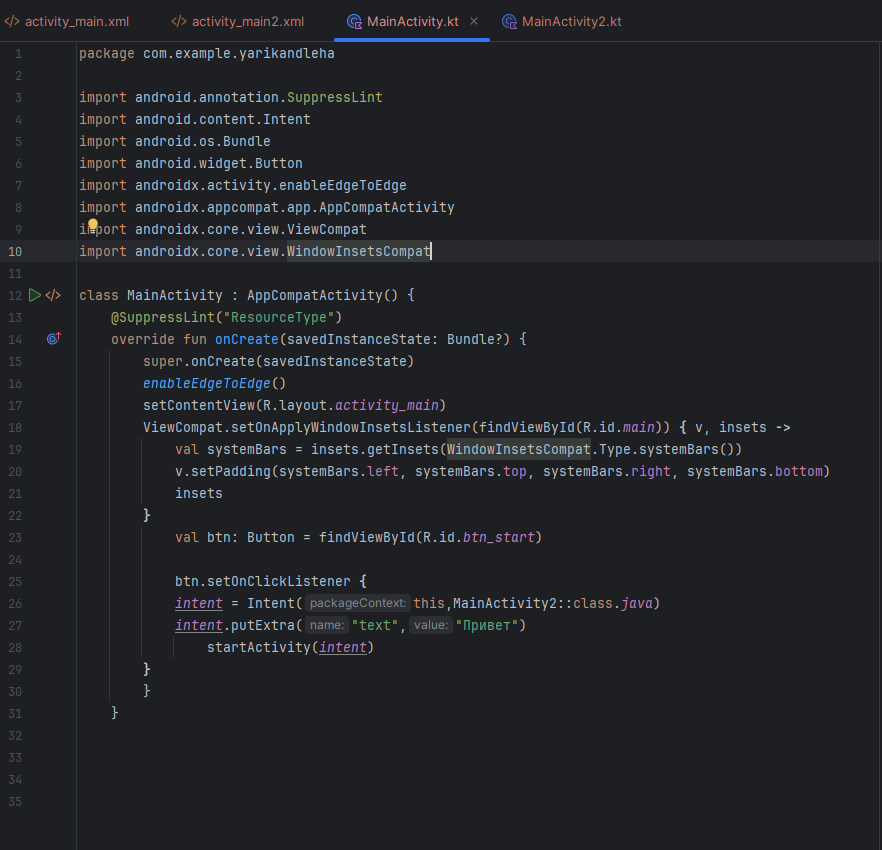 activity_main.xml activity_main2.xml MainActivity.kt MainActivity2.kt
1 package com.example.yarikandleha
2
3 import android.annotation.SuppressLint
4 import android.content.Intent
5 import android.os.Bundle
6 import android.widget.Button
7 import androidx.activity.enableEdgeToEdge
8 import androidx.appcompat.app.AppCompatActivity
9 import androidx.core.view.ViewCompat
10 import androidx.core.view.WindowInsetsCompat
11
12 class MainActivity : AppCompatActivity() {
13     @SuppressLint("ResourceType")
14     override fun onCreate(savedInstanceState: Bundle?) {
15         super.onCreate(savedInstanceState)
16         enableEdgeToEdge()
17         setContentView(R.layout.activity_main)
18         ViewCompat.setOnApplyWindowInsetsListener(findViewById(R.id.main)) { v, insets ->
19             val systemBars = insets.getInsets(WindowInsetsCompat.Type.systemBars())
20             v.setPadding(systemBars.left, systemBars.top, systemBars.right, systemBars.bottom)
21             insets
22         }
23             val btn: Button = findViewById(R.id.btn_start)
24
25             btn.setOnClickListener {
26             intent = Intent( packageContext: this,MainActivity2::class.java)
27             intent.putExtra( name: "text", value: "Привет")
28                 startActivity(intent)
29         }
30         }
31     }
32
33
34
35